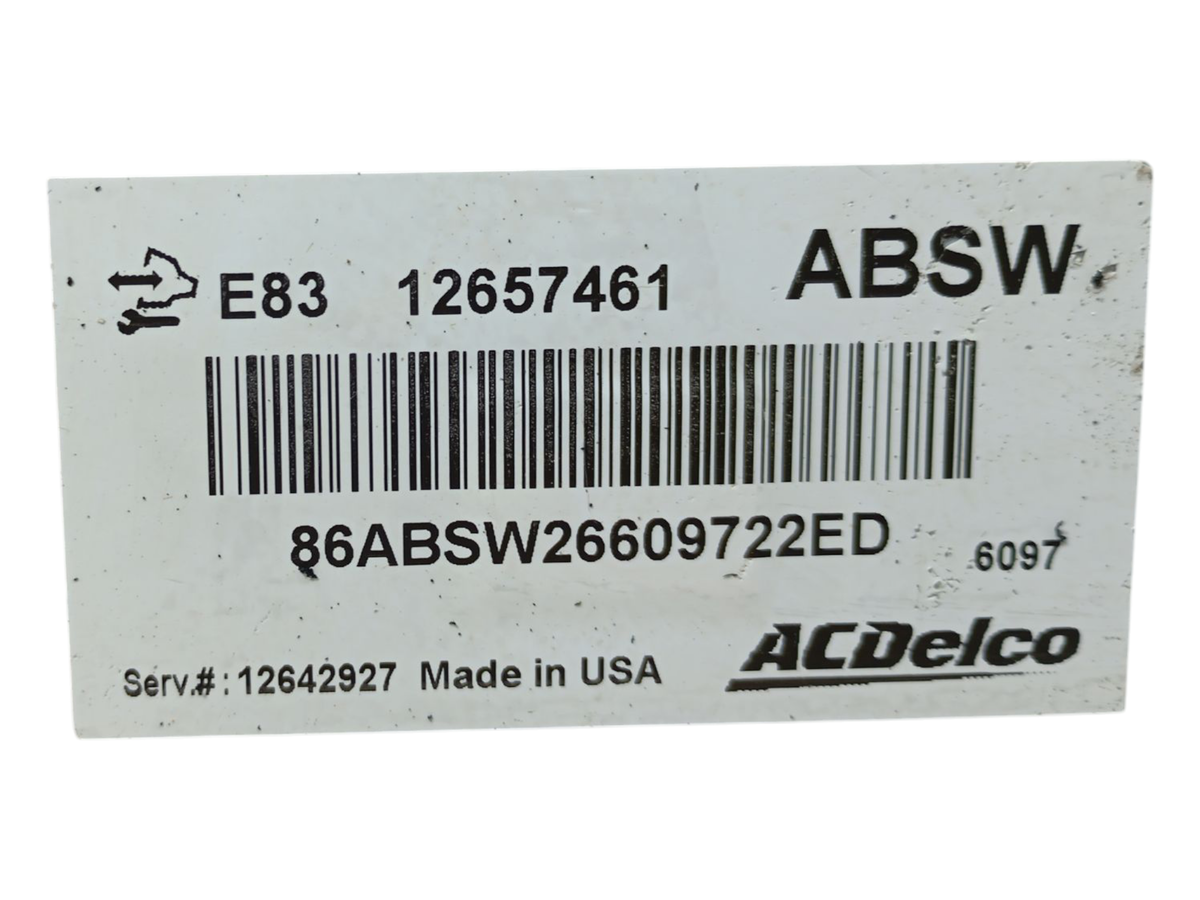 E83 12657461 ABSW
86ABSW26609722ED 6097
Serv.#: 12642927 Made in USA ACDelco